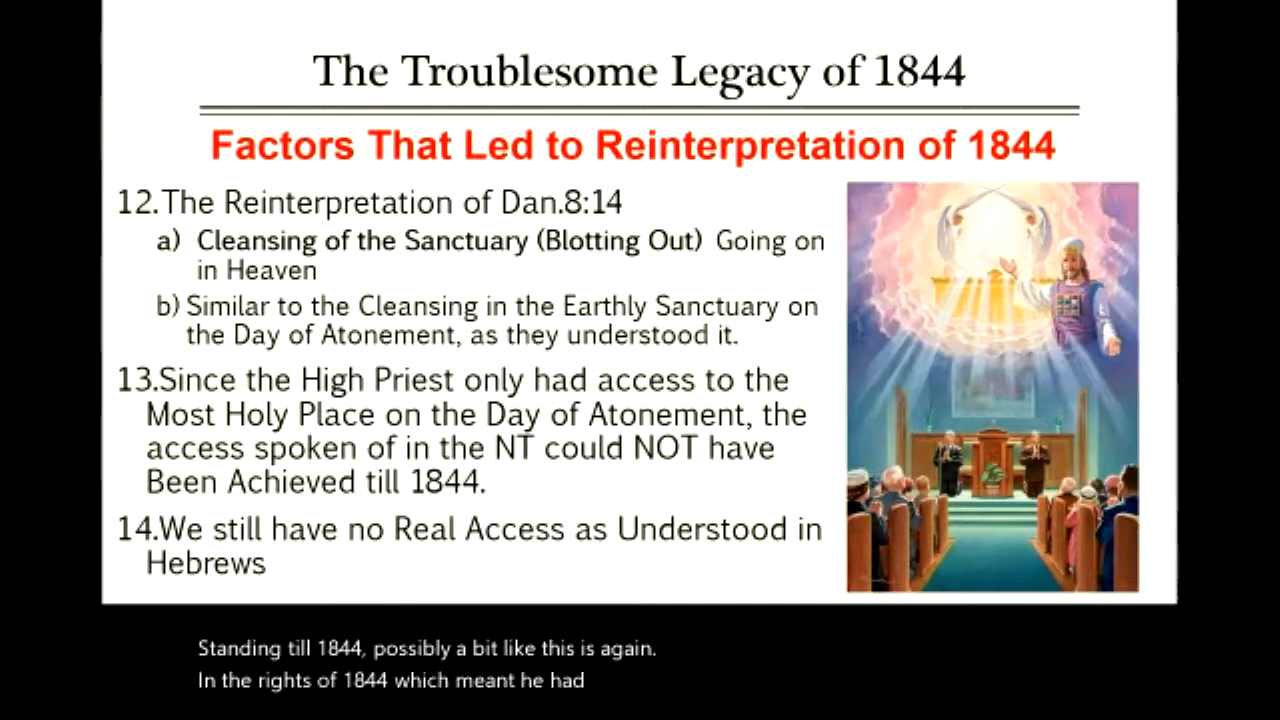 The Troublesome Legacy of 1844
Factors That Led to Reinterpretation of 1844
12.The Reinterpretation of Dan.8:14
a) Cleansing of the Sanctuary (Blotting Out) Going on
in Heaven
b) Similar to the Cleansing in the Earthly Sanctuary on
the Day of Atonement, as they understood it.
13.Since the High Priest only had access to the
Most Holy Place on the Day of Atonement, the
access spoken of in the NT could NOT have
Been Achieved till 1844.
14.We still have no Real Access as Understood in
Hebrews
Standing till 1844, possibly a bit like this is again.
In the rights of 1844 which meant he had